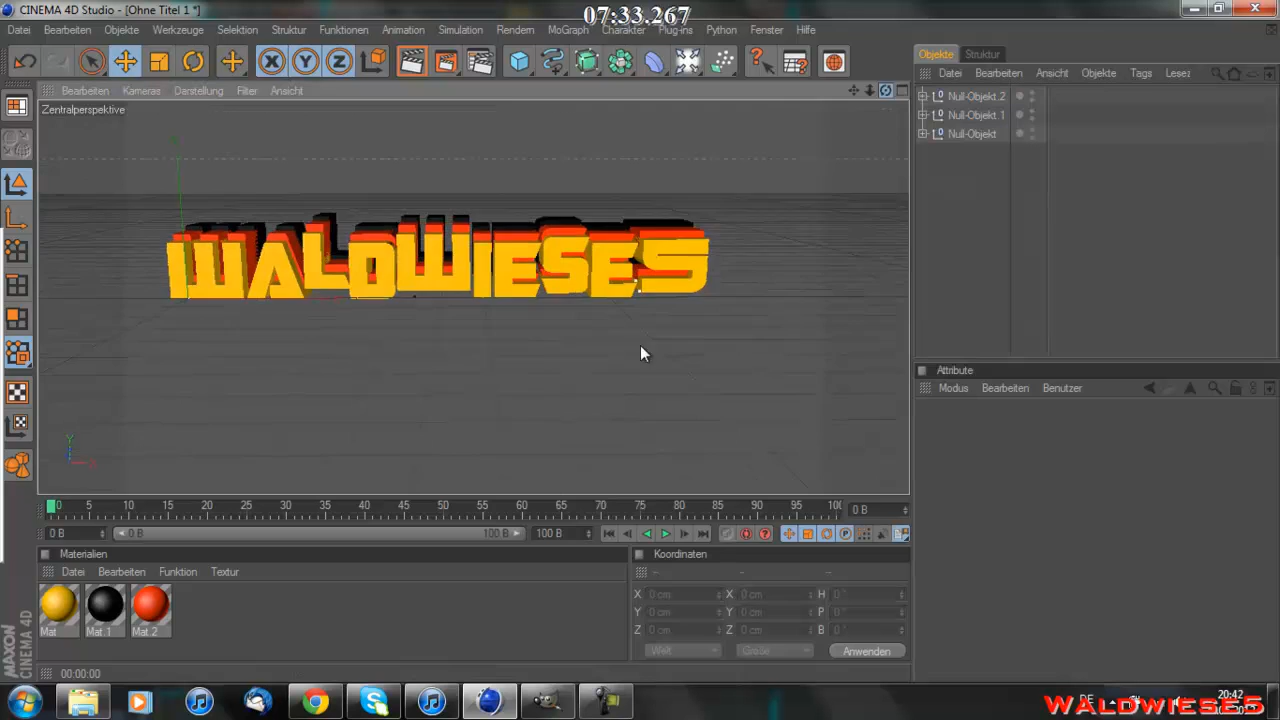 CINEMA 4D Studio - [Ohne Titel 1 *]
07:33.267
Datei Bearbeiten Objekte Werkzeuge Selektion Struktur Funktionen Animation Simulation Rendern MoGraph Charakter Plug-ins Python Fenster Hilfe
X Y Z
Objekte Struktur
Datei Bearbeiten Ansicht Objekte Tags Lesez
Bearbeiten Kameras Darstellung Filter Ansicht
Zentralperspektive
Null-Objekt.2
Null-Objekt.1
Null-Objekt
WALDWIESE5
Attribute
Modus Bearbeiten Benutzer
Y
X
0 5 10 15 20 25 30 35 40 45 50 55 60 65 70 75 80 85 90 95 100 0 B
0 B 0 B 100 B 100 B
Materialien
Datei Bearbeiten Funktion Textur
Mat Mat.1 Mat.2
Koordinaten
-- -- --
X 0 cm X 0 cm H 0 °
Y 0 cm Y 0 cm P 0 °
Z 0 cm Z 0 cm B 0 °
Welt Größe Anwenden
MAXON
CINEMA 4D
00:00:00
DE
20:42
WALDWIESE5